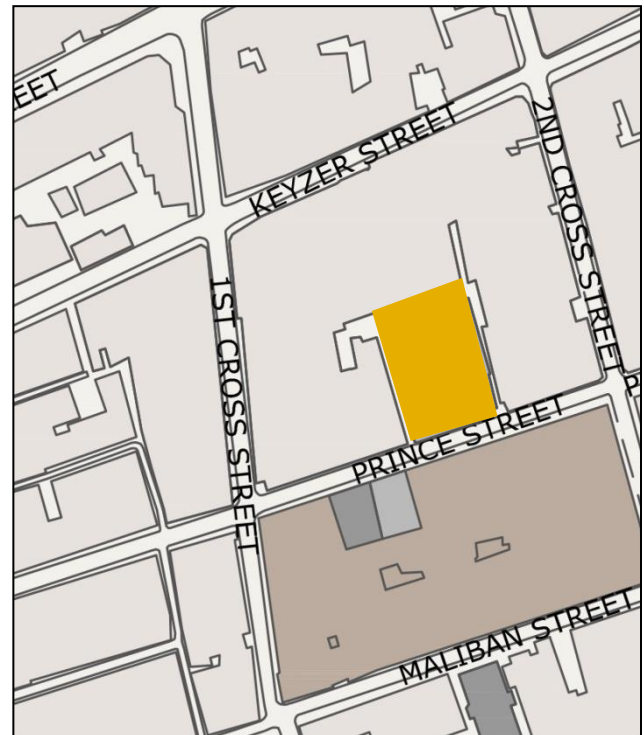 EET
KEYZER STREET
2ND CROSS STREET
1ST CROSS STREET
P
PRINCE STREET
MALIBAN STREET